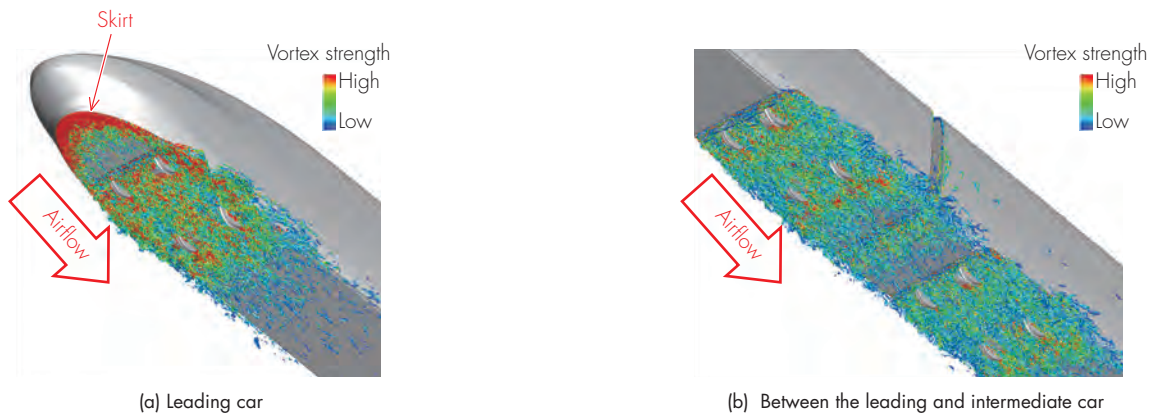 Skirt
Vortex strength
High
Low
Airflow
(a) Leading car
Vortex strength
High
Low
Airflow
(b) Between the leading and intermediate car